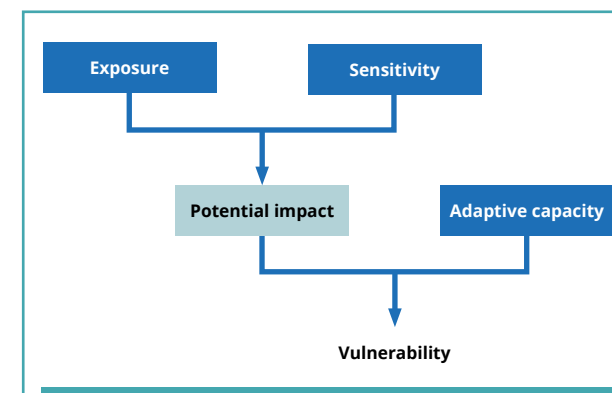 Exposure
Sensitivity
Potential impact
Adaptive capacity
Vulnerability